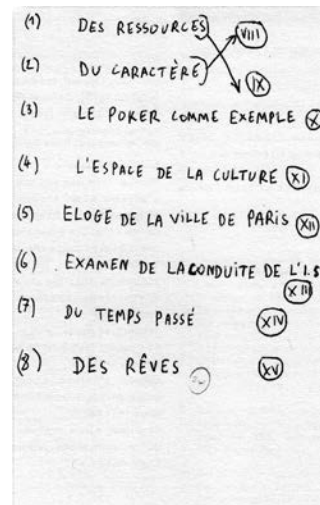 (1) DES RESSOURCES VIII
(2) DU CARACTÈRE IX
(3) LE POKER COMME EXEMPLE X
(4) L'ESPACE DE LA CULTURE XI
(5) ELOGE DE LA VILLE DE PARIS XII
(6) EXAMEN DE LA CONDUITE DE L'I.S
XIII
(7) DU TEMPS PASSÉ XIV
(8) DES RÊVES XV